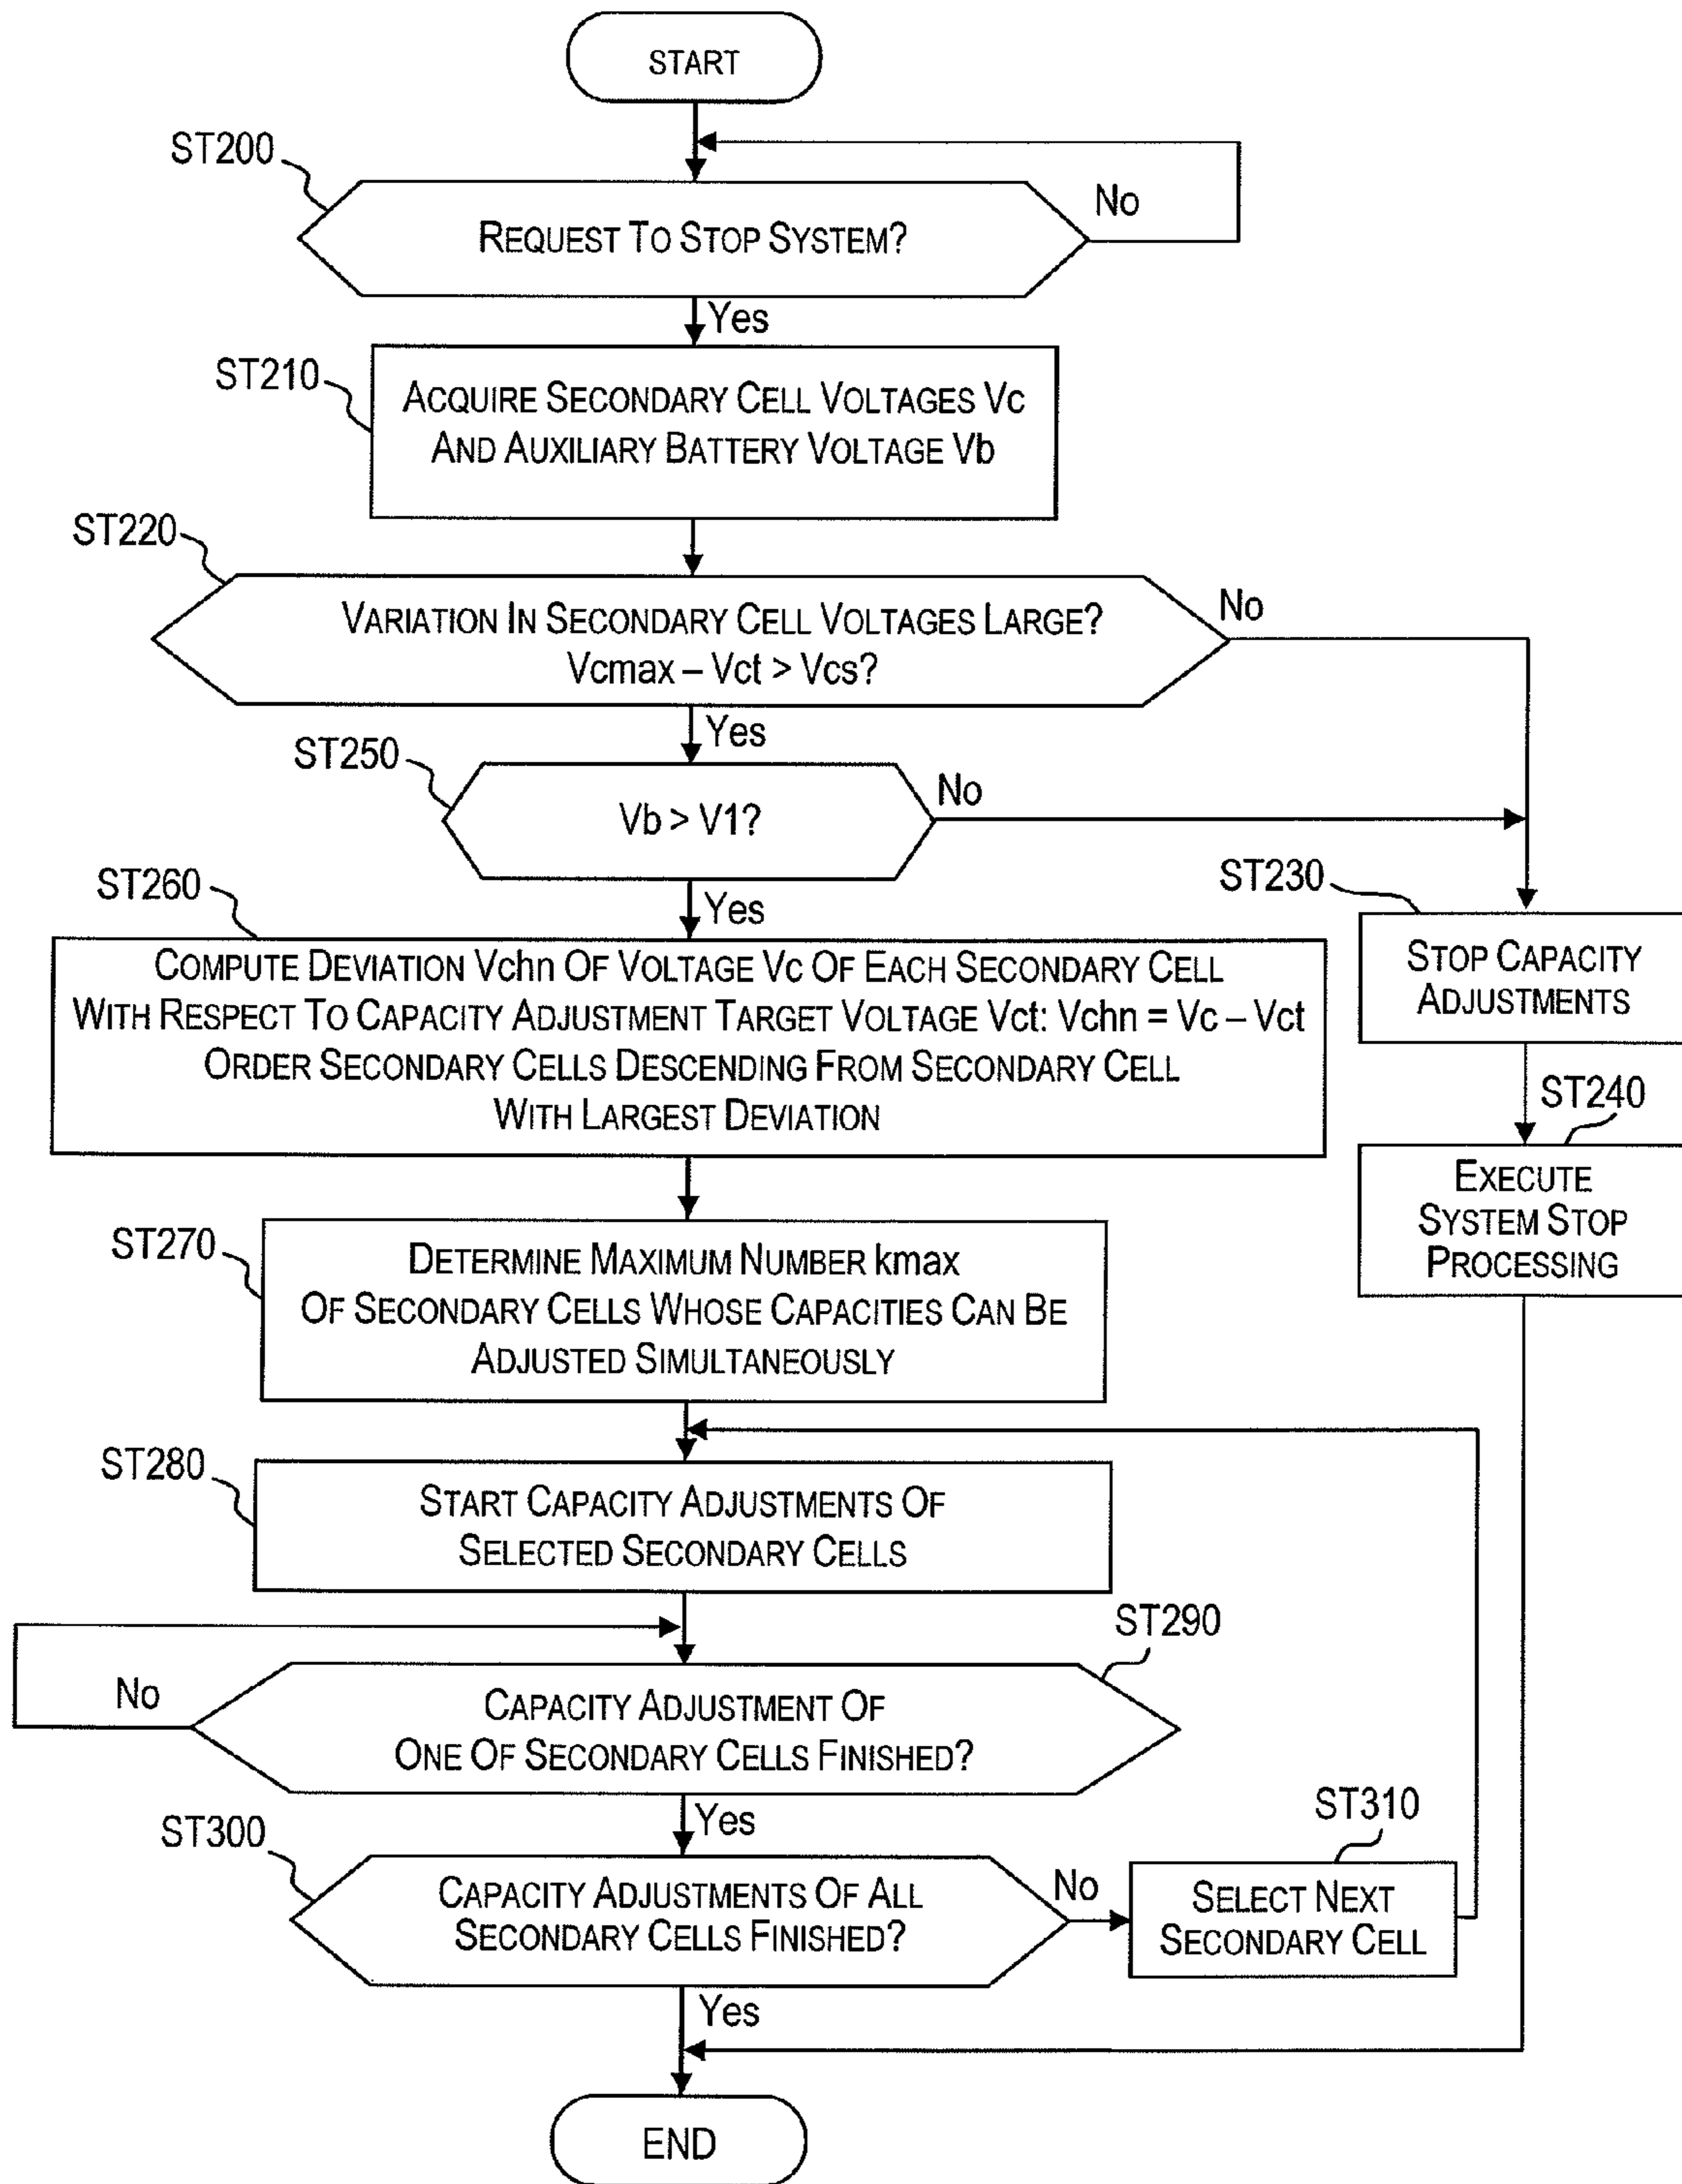 START
ST200
No
REQUEST TO STOP SYSTEM?
Yes
ST210
ACQUIRE SECONDARY CELL VOLTAGES Vc
AND AUXILIARY BATTERY VOLTAGE Vb
ST220
No
VARIATION IN SECONDARY CELL VOLTAGES LARGE?
Vcmax – Vct > Vcs?
Yes
ST250
No
Vb > V1?
ST260
Yes
ST230
COMPUTE DEVIATION Vchn OF VOLTAGE Vc OF EACH SECONDARY CELL
WITH RESPECT TO CAPACITY ADJUSTMENT TARGET VOLTAGE Vct: Vchn = Vc – Vct
ORDER SECONDARY CELLS DESCENDING FROM SECONDARY CELL
WITH LARGEST DEVIATION
STOP CAPACITY
ADJUSTMENTS
ST240
EXECUTE
SYSTEM STOP
PROCESSING
ST270
DETERMINE MAXIMUM NUMBER kmax
OF SECONDARY CELLS WHOSE CAPACITIES CAN BE
ADJUSTED SIMULTANEOUSLY
ST280
START CAPACITY ADJUSTMENTS OF
SELECTED SECONDARY CELLS
ST290
No
CAPACITY ADJUSTMENT OF
ONE OF SECONDARY CELLS FINISHED?
Yes
ST300
ST310
CAPACITY ADJUSTMENTS OF ALL
SECONDARY CELLS FINISHED?
No
SELECT NEXT
SECONDARY CELL
Yes
END